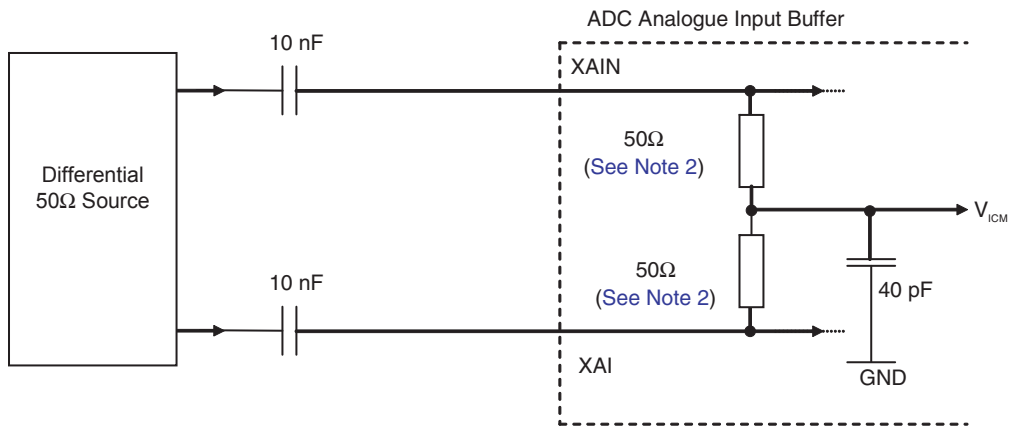 ADC Analogue Input Buffer
10 nF
XAIN
50Ω
(See Note 2)
Differential
50Ω Source
V_ICM
10 nF
50Ω
(See Note 2)
40 pF
XAI
GND